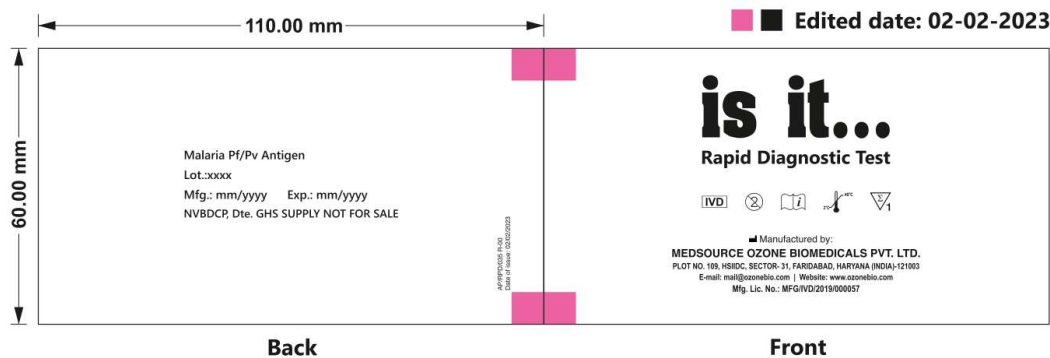 110.00 mm
Edited date: 02-02-2023
60.00 mm
Malaria Pf/Pv Antigen
Lot.:xxxx
Mfg.: mm/yyyy Exp.: mm/yyyy
NVBDCP, Dte. GHS SUPPLY NOT FOR SALE
AP/RPD/035 R-00
Date of issue: 02/02/2023
is it...
Rapid Diagnostic Test
IVD 2 i 2°C 40°C Σ 1
Manufactured by:
MEDSOURCE OZONE BIOMEDICALS PVT. LTD.
PLOT NO. 109, HSIIDC, SECTOR- 31, FARIDABAD, HARYANA (INDIA)-121003
E-mail: mail@ozonebio.com | Website: www.ozonebio.com
Mfg. Lic. No.: MFG/IVD/2019/000057
Back
Front